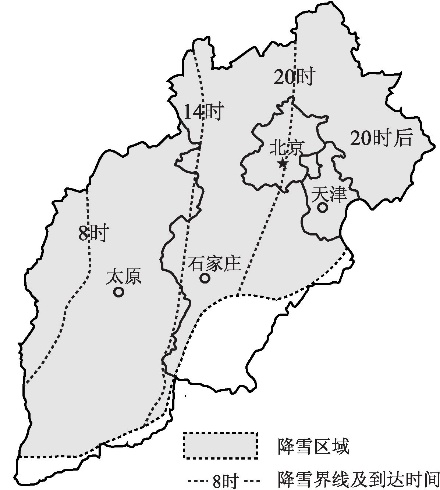 20时
14时
20时后
北京
天津
8时
石家庄
太原
降雪区域
8时 降雪界线及到达时间